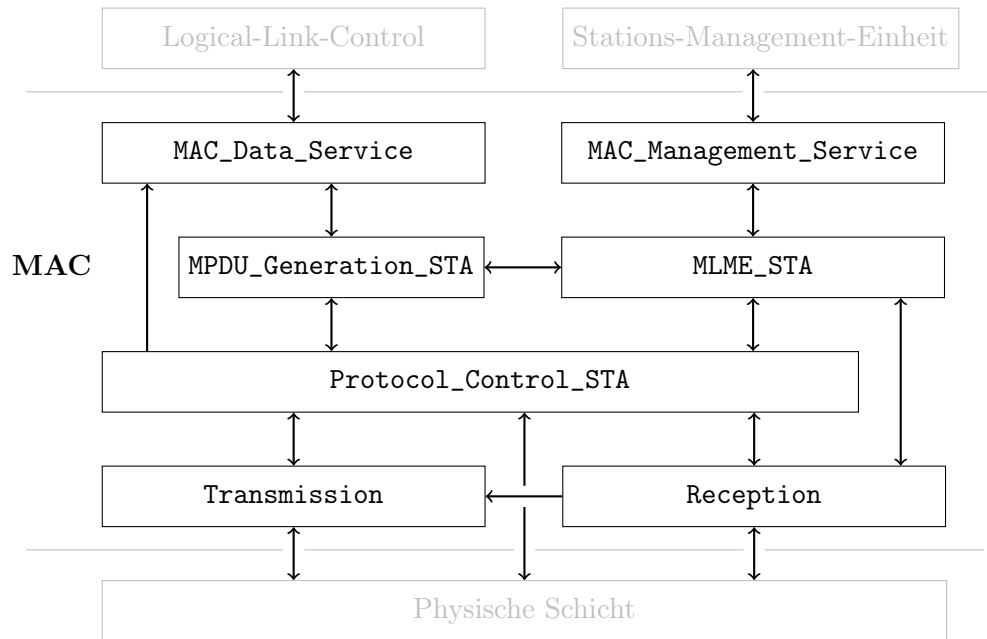 Logical-Link-Control
Stations-Management-Einheit
MAC_Data_Service
MAC_Management_Service
MAC
MPDU_Generation_STA
MLME_STA
Protocol_Control_STA
Transmission
Reception
Physische Schicht